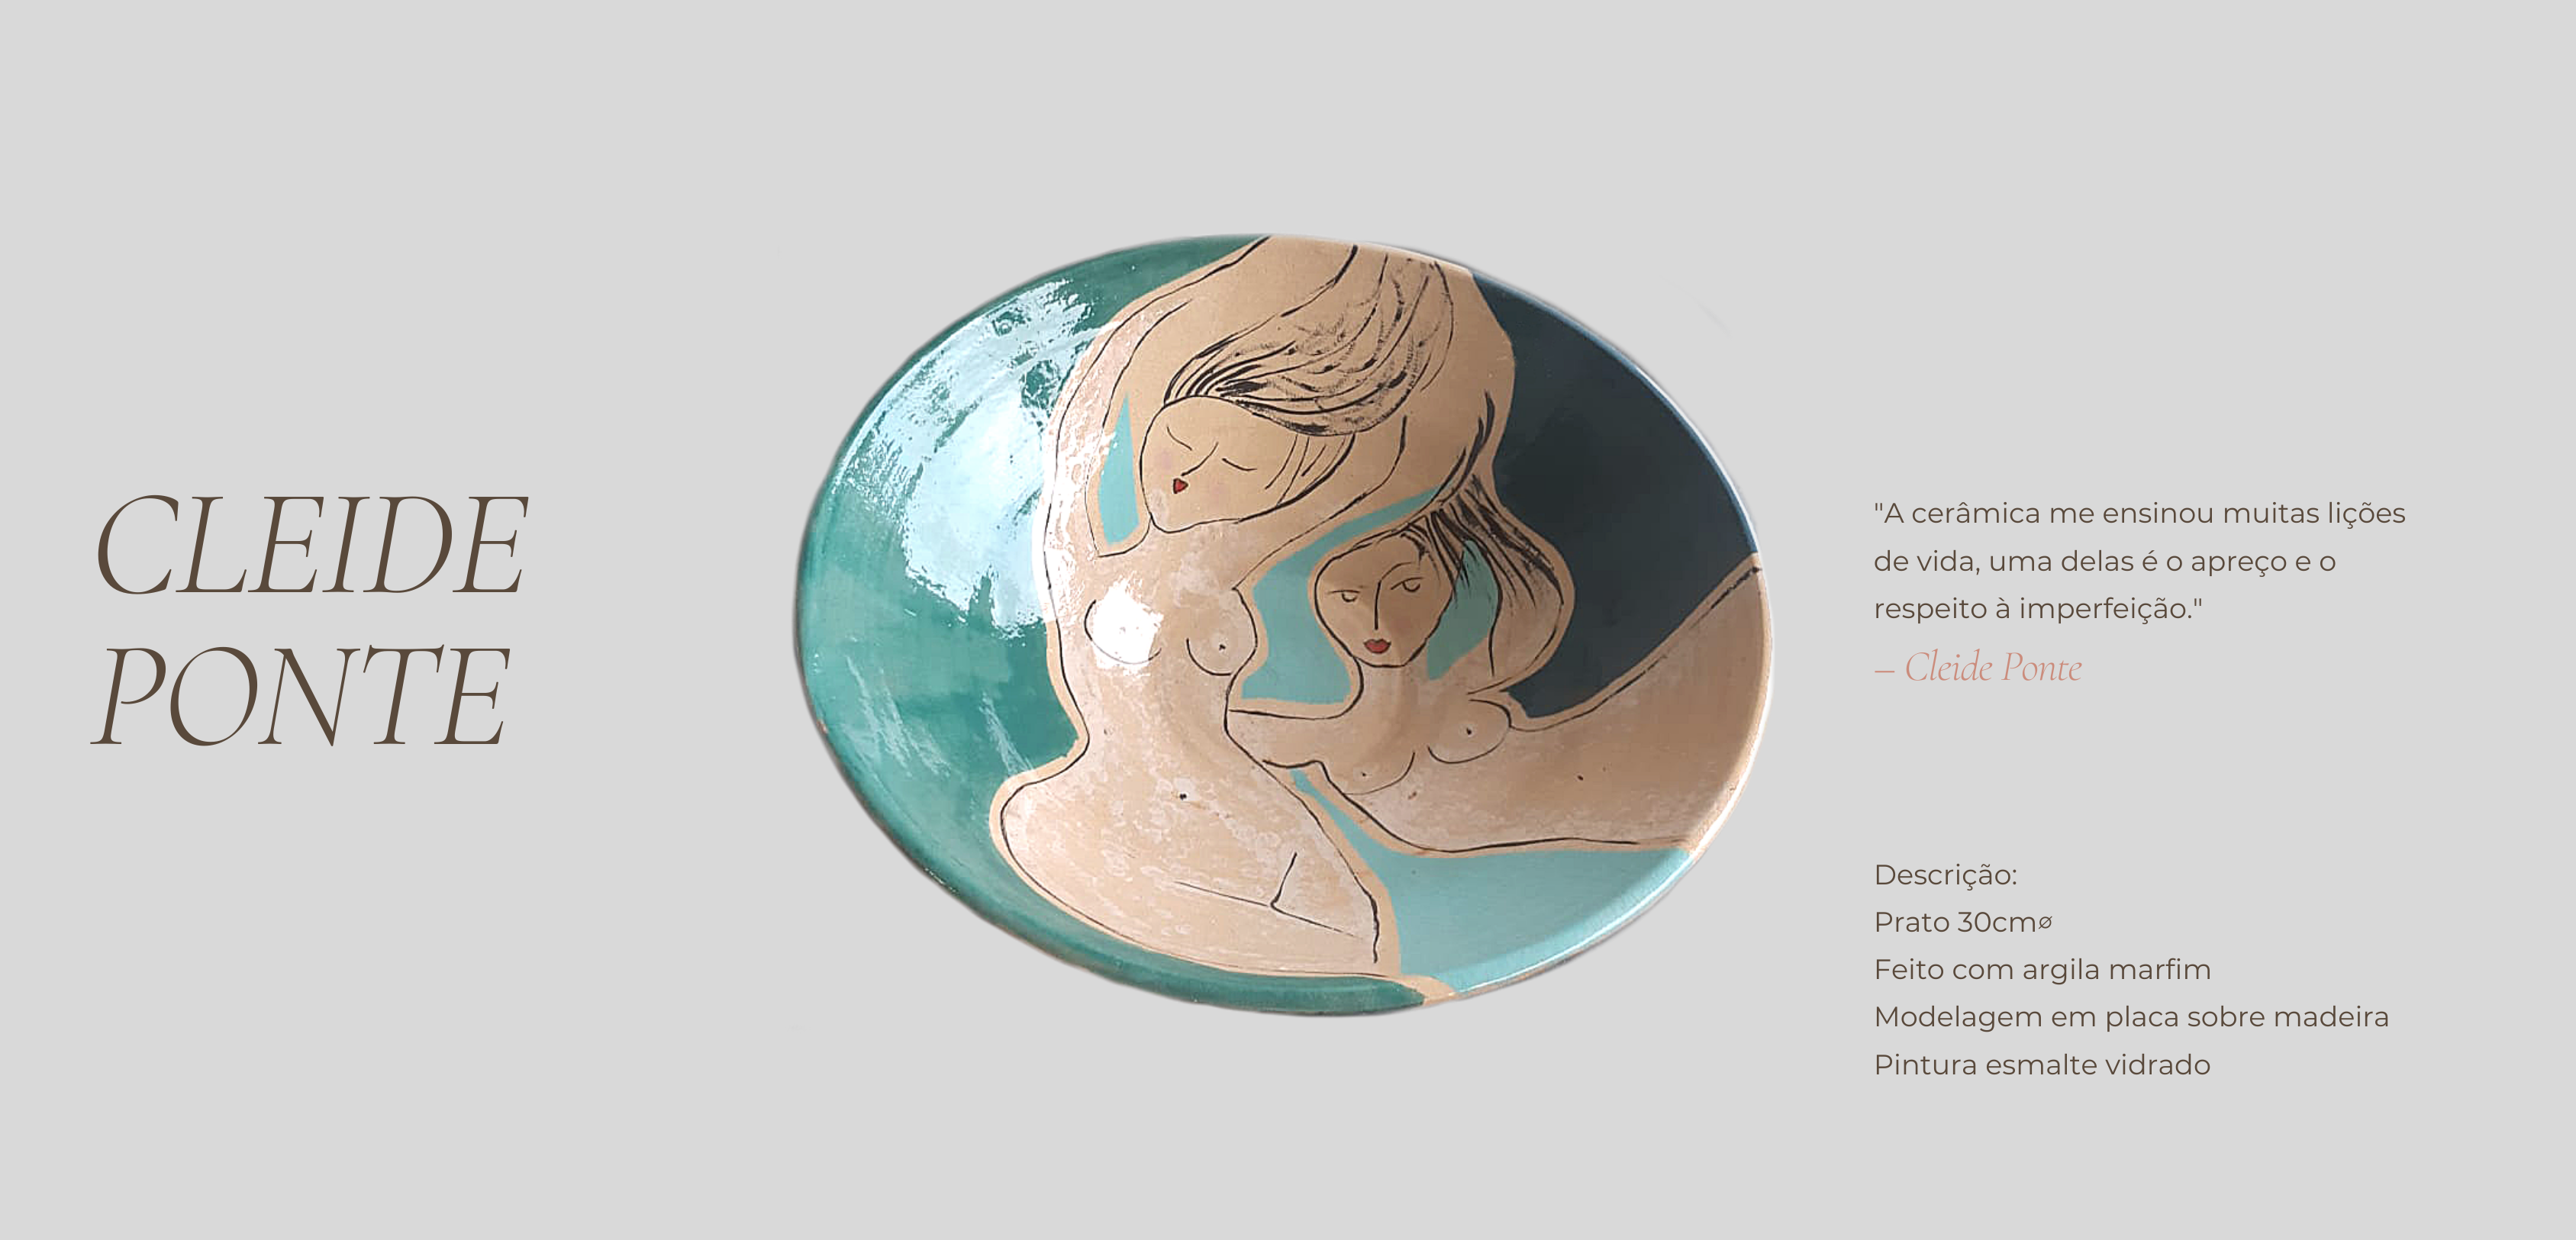 CLEIDE
PONTE
"A cerâmica me ensinou muitas lições
de vida, uma delas é o apreço e o
respeito à imperfeição."
– Cleide Ponte
Descrição:
Prato 30cm⌀
Feito com argila marfim
Modelagem em placa sobre madeira
Pintura esmalte vidrado